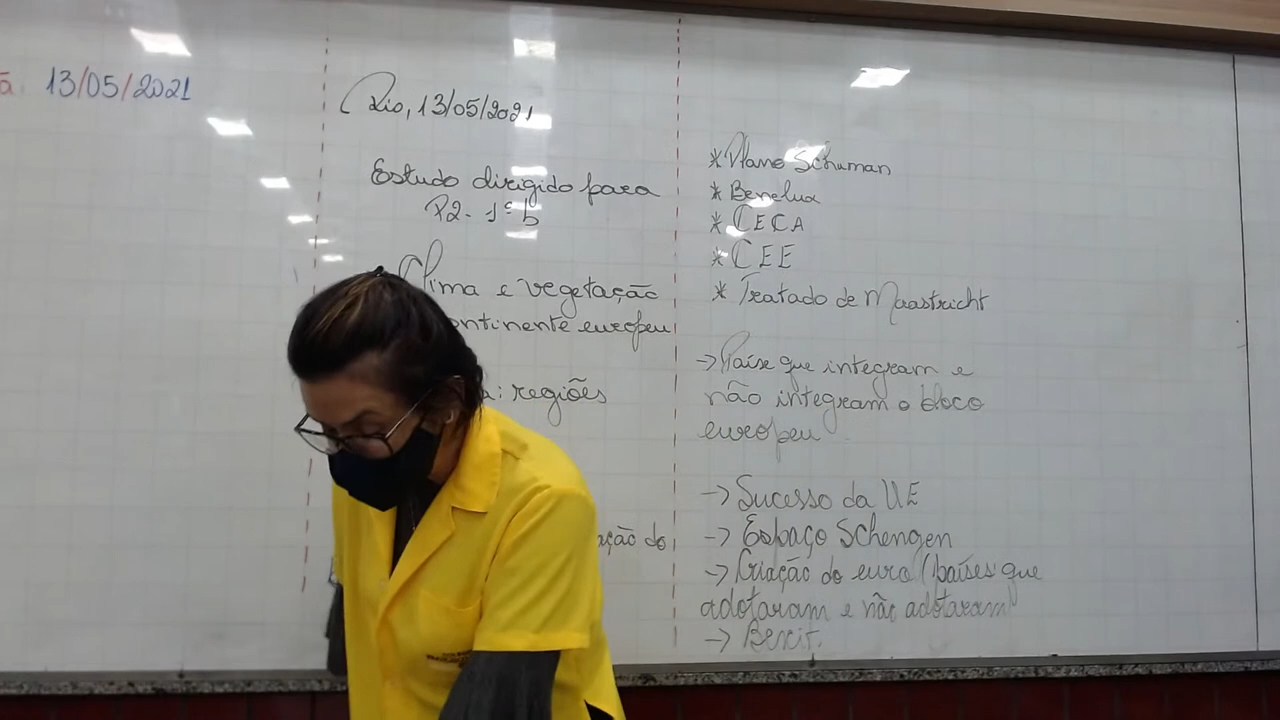 13/05/2021
Rio, 13/05/2021
Estudo dirigido para
P2 - 1º b
Clima e vegetação
continente europeu
regiões
ação do
* Plano Schuman
* Benelux
* CECA
* CEE
* Tratado de Maastricht
→ Paíse que integram e
não integram o bloco
europeu
→ Sucesso da UE
→ Espaço Schengen
→ Criação do euro (países que
adotaram e não adotaram)
→ Brexit.